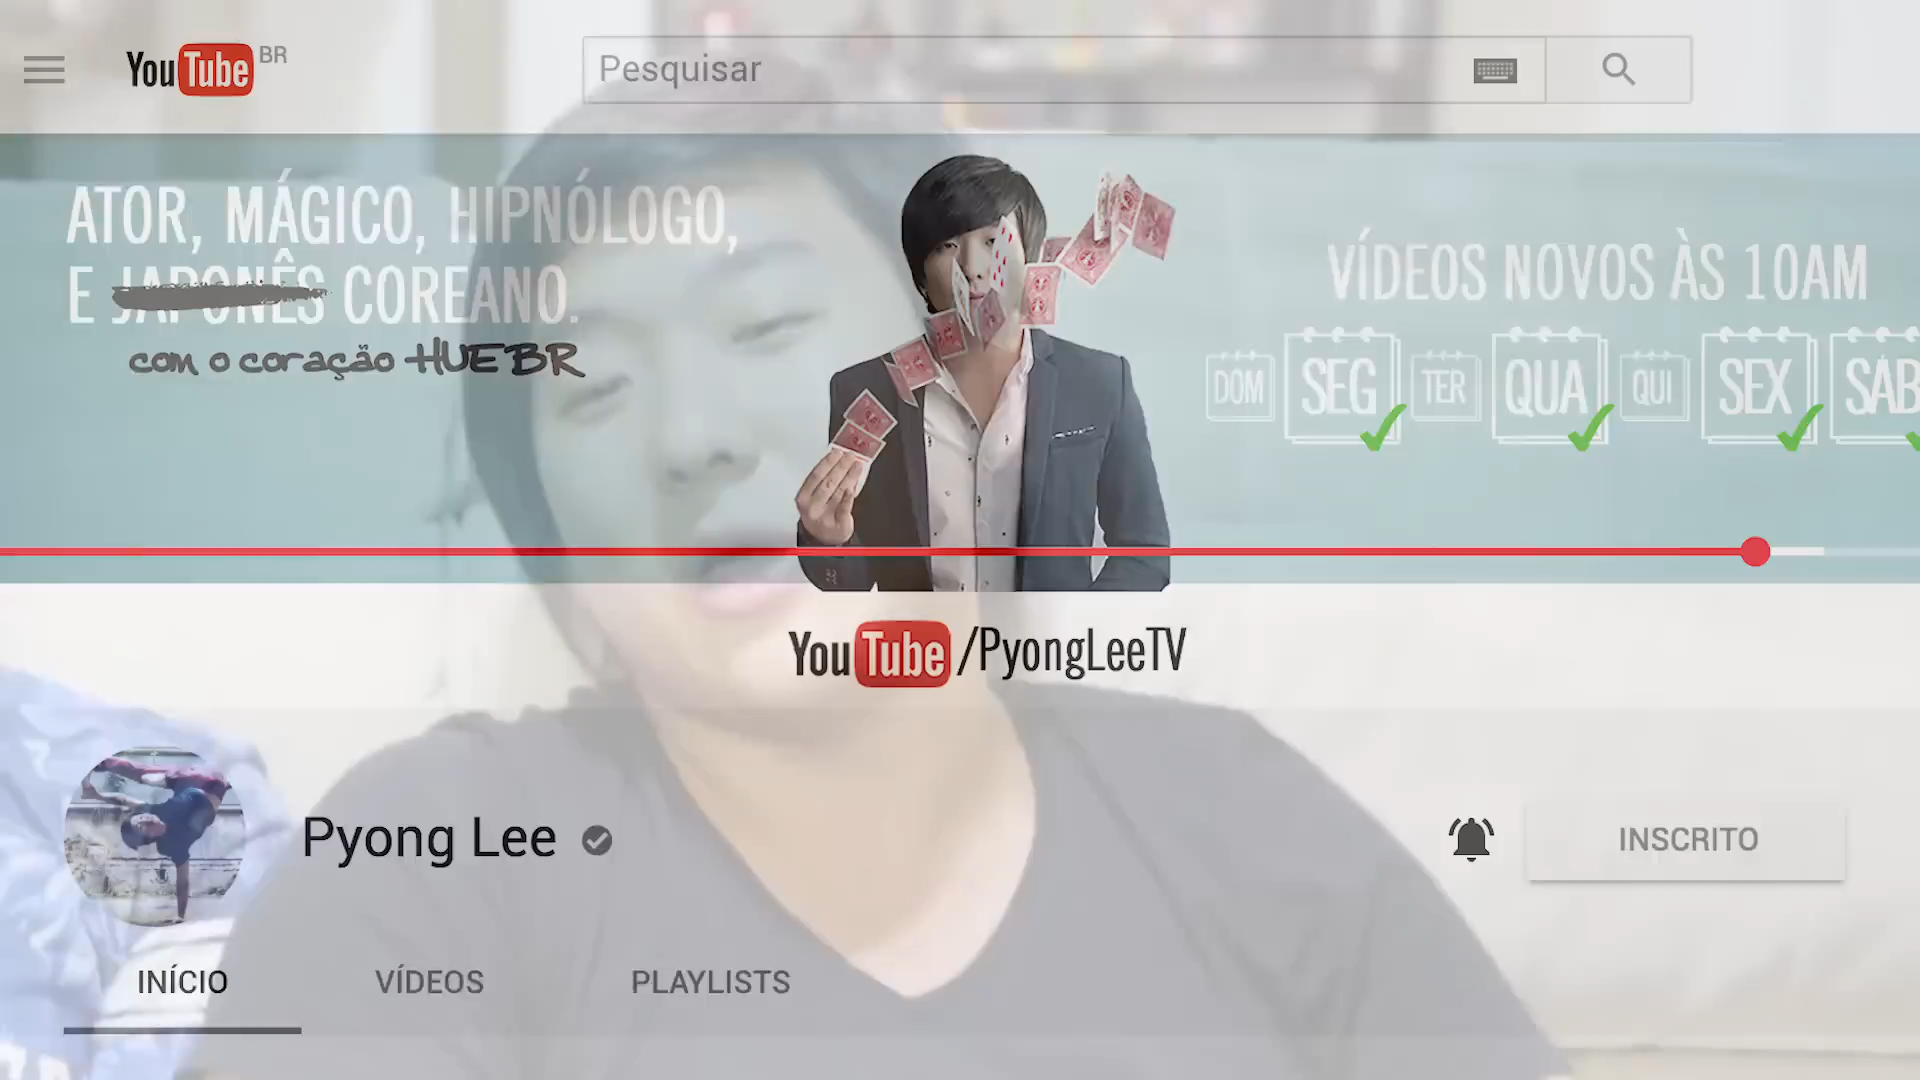 YouTube BR
Pesquisar
ATOR, MÁGICO, HIPNÓLOGO,
E JAPONÊS COREANO.
com o coração HUEBR
VÍDEOS NOVOS ÀS 10AM
DOM SEG TER QUA QUI SEX SÁB
YouTube /PyongLeeTV
Pyong Lee
INSCRITO
INÍCIO VÍDEOS PLAYLISTS